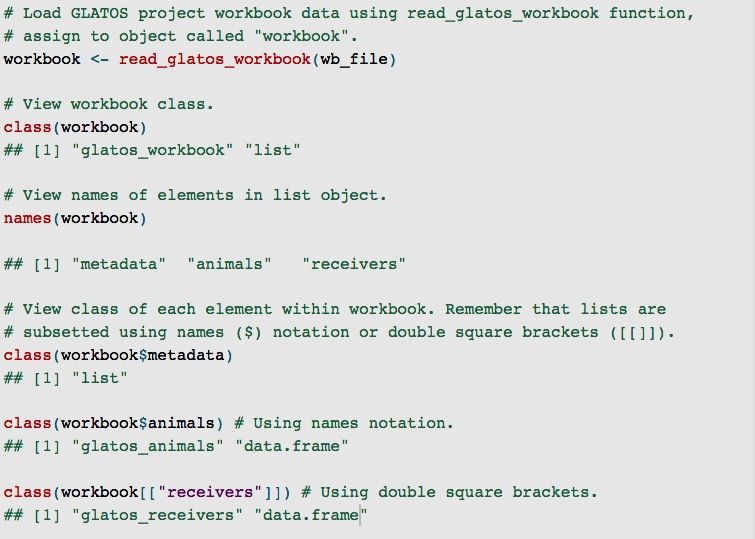 # Load GLATOS project workbook data using read_glatos_workbook function,
# assign to object called "workbook".
workbook <- read_glatos_workbook(wb_file)
# View workbook class.
class(workbook)
## [1] "glatos_workbook" "list"
# View names of elements in list object.
names(workbook)
## [1] "metadata"  "animals"   "receivers"
# View class of each element within workbook. Remember that lists are
# subsetted using names ($) notation or double square brackets ([[]]).
class(workbook$metadata)
## [1] "list"
class(workbook$animals) # Using names notation.
## [1] "glatos_animals" "data.frame"
class(workbook[["receivers"]]) # Using double square brackets.
## [1] "glatos_receivers" "data.frame"